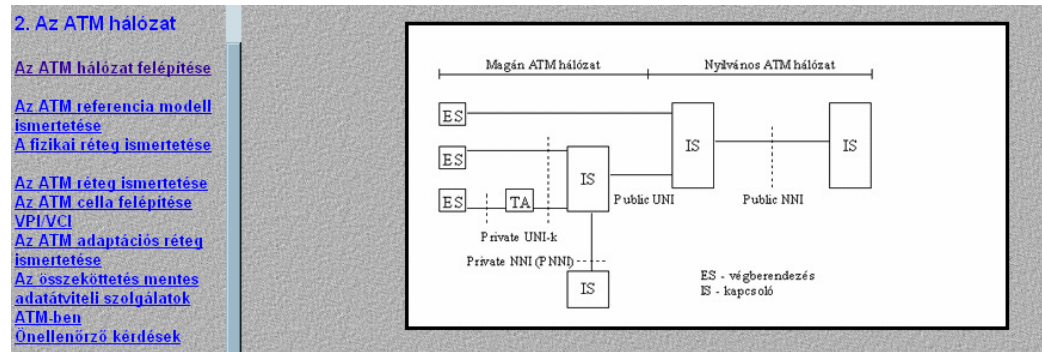 2. Az ATM hálózat
Az ATM hálózat felépítése
Az ATM referencia modell
ismertetése
A fizikai réteg ismertetése
Az ATM réteg ismertetése
Az ATM cella felépítése
VPI/VCI
Az ATM adaptációs réteg
ismertetése
Az összeköttetés mentes
adatátviteli szolgálatok
ATM-ben
Önellenőrző kérdések
Magán ATM hálózat
Nyilvános ATM hálózat
ES
IS
IS
ES
IS
ES
TA
Public UNI
Public NNI
Private UNI-k
Private NNI (PNNI)
IS
ES - végberendezés
IS - kapcsoló